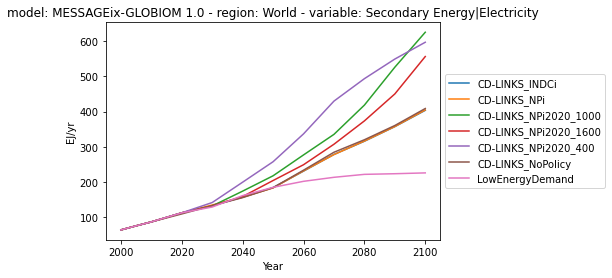 model: MESSAGEix-GLOBIOM 1.0 - region: World - variable: Secondary Energy|Electricity
600
500
400
300
200
100
EJ/yr
2000
2020
2040
2060
2080
2100
Year
CD-LINKS_INDCi
CD-LINKS_NPi
CD-LINKS_NPi2020_1000
CD-LINKS_NPi2020_1600
CD-LINKS_NPi2020_400
CD-LINKS_NoPolicy
LowEnergyDemand